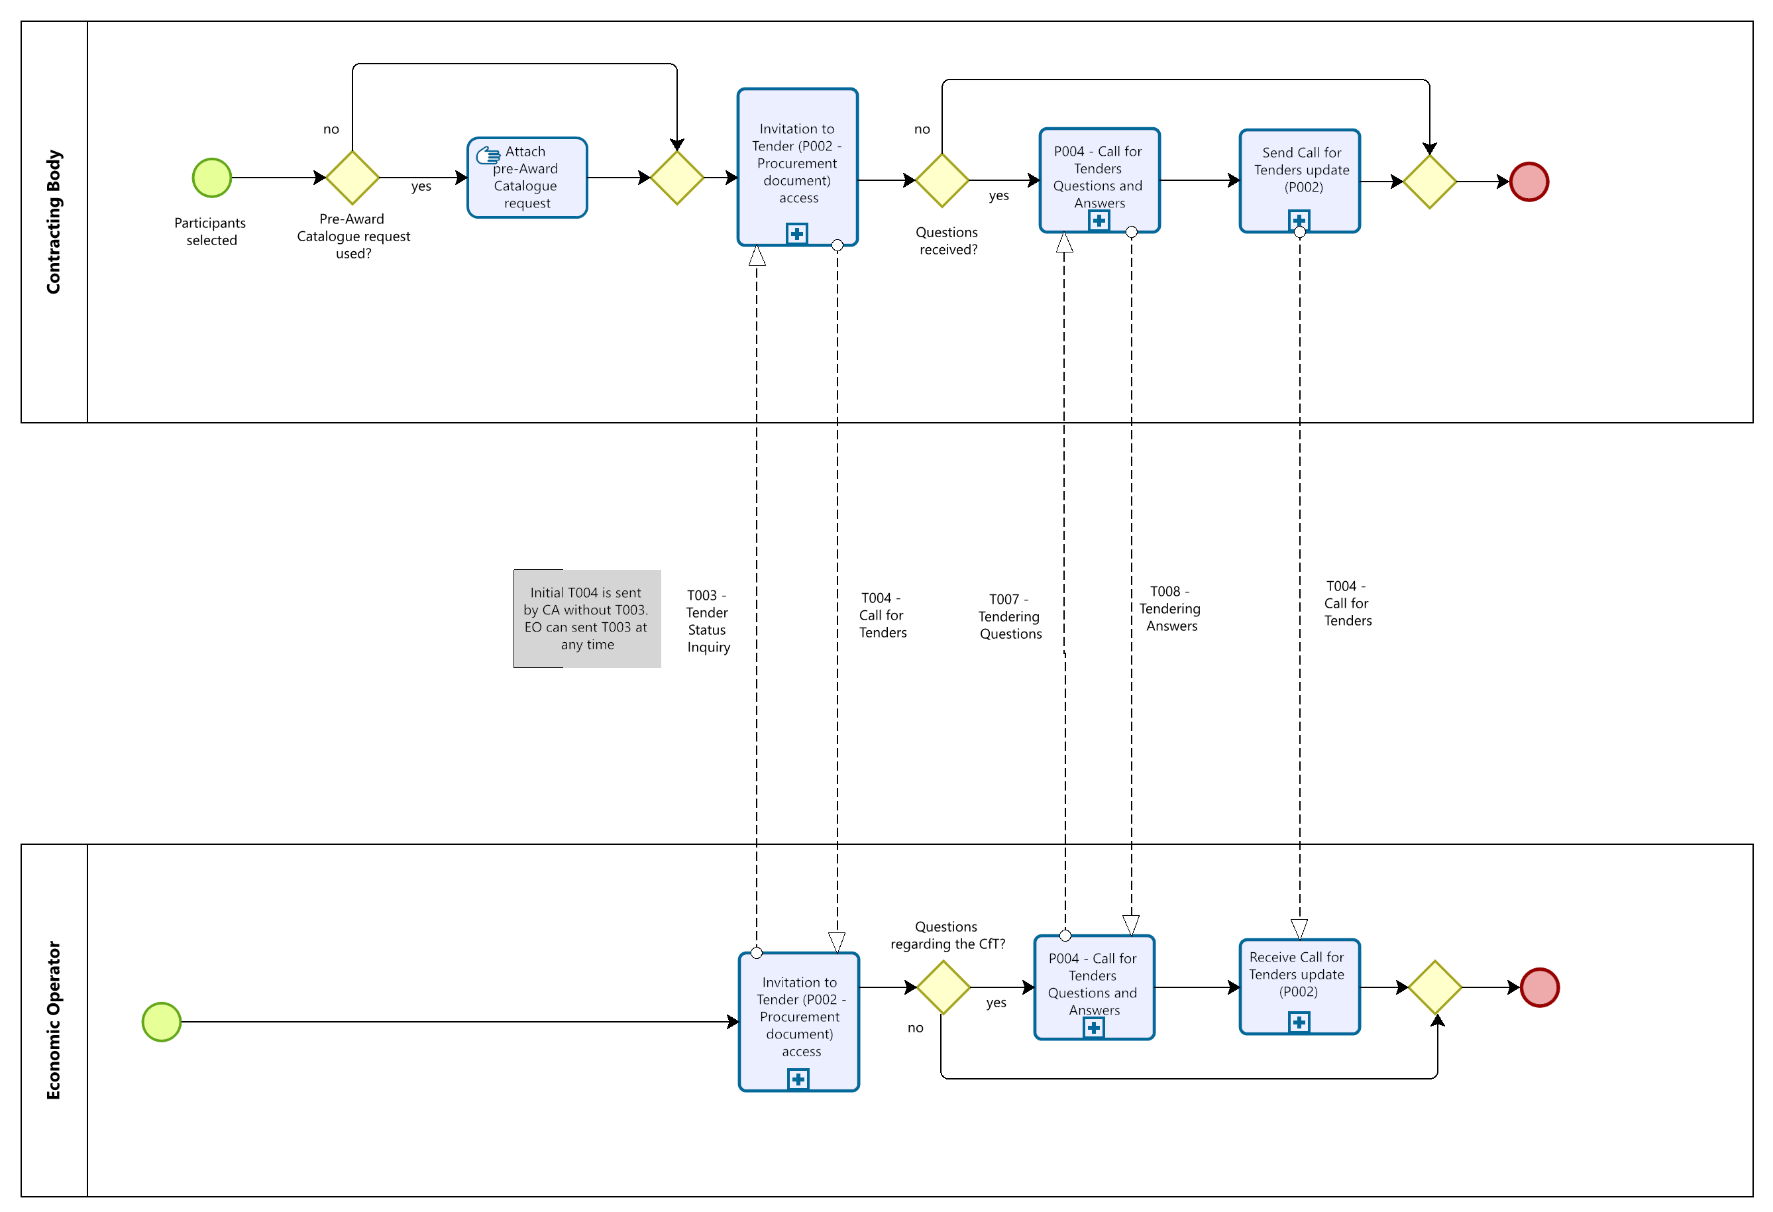 Contracting Body
Participants
selected
no
Pre-Award
Catalogue request
used?
yes
Attach
pre-Award
Catalogue
request
Invitation to
Tender (P002 -
Procurement
document)
access
no
Questions
received?
yes
P004 - Call for
Tenders
Questions and
Answers
Send Call for
Tenders update
(P002)
Initial T004 is sent
by CA without T003.
EO can sent T003 at
any time
T003 -
Tender
Status
Inquiry
T004 -
Call for
Tenders
T007 -
Tendering
Questions
T008 -
Tendering
Answers
T004 -
Call for
Tenders
Economic Operator
Invitation to
Tender (P002 -
Procurement
document)
access
Questions
regarding the CfT?
yes
no
P004 - Call for
Tenders
Questions and
Answers
Receive Call for
Tenders update
(P002)